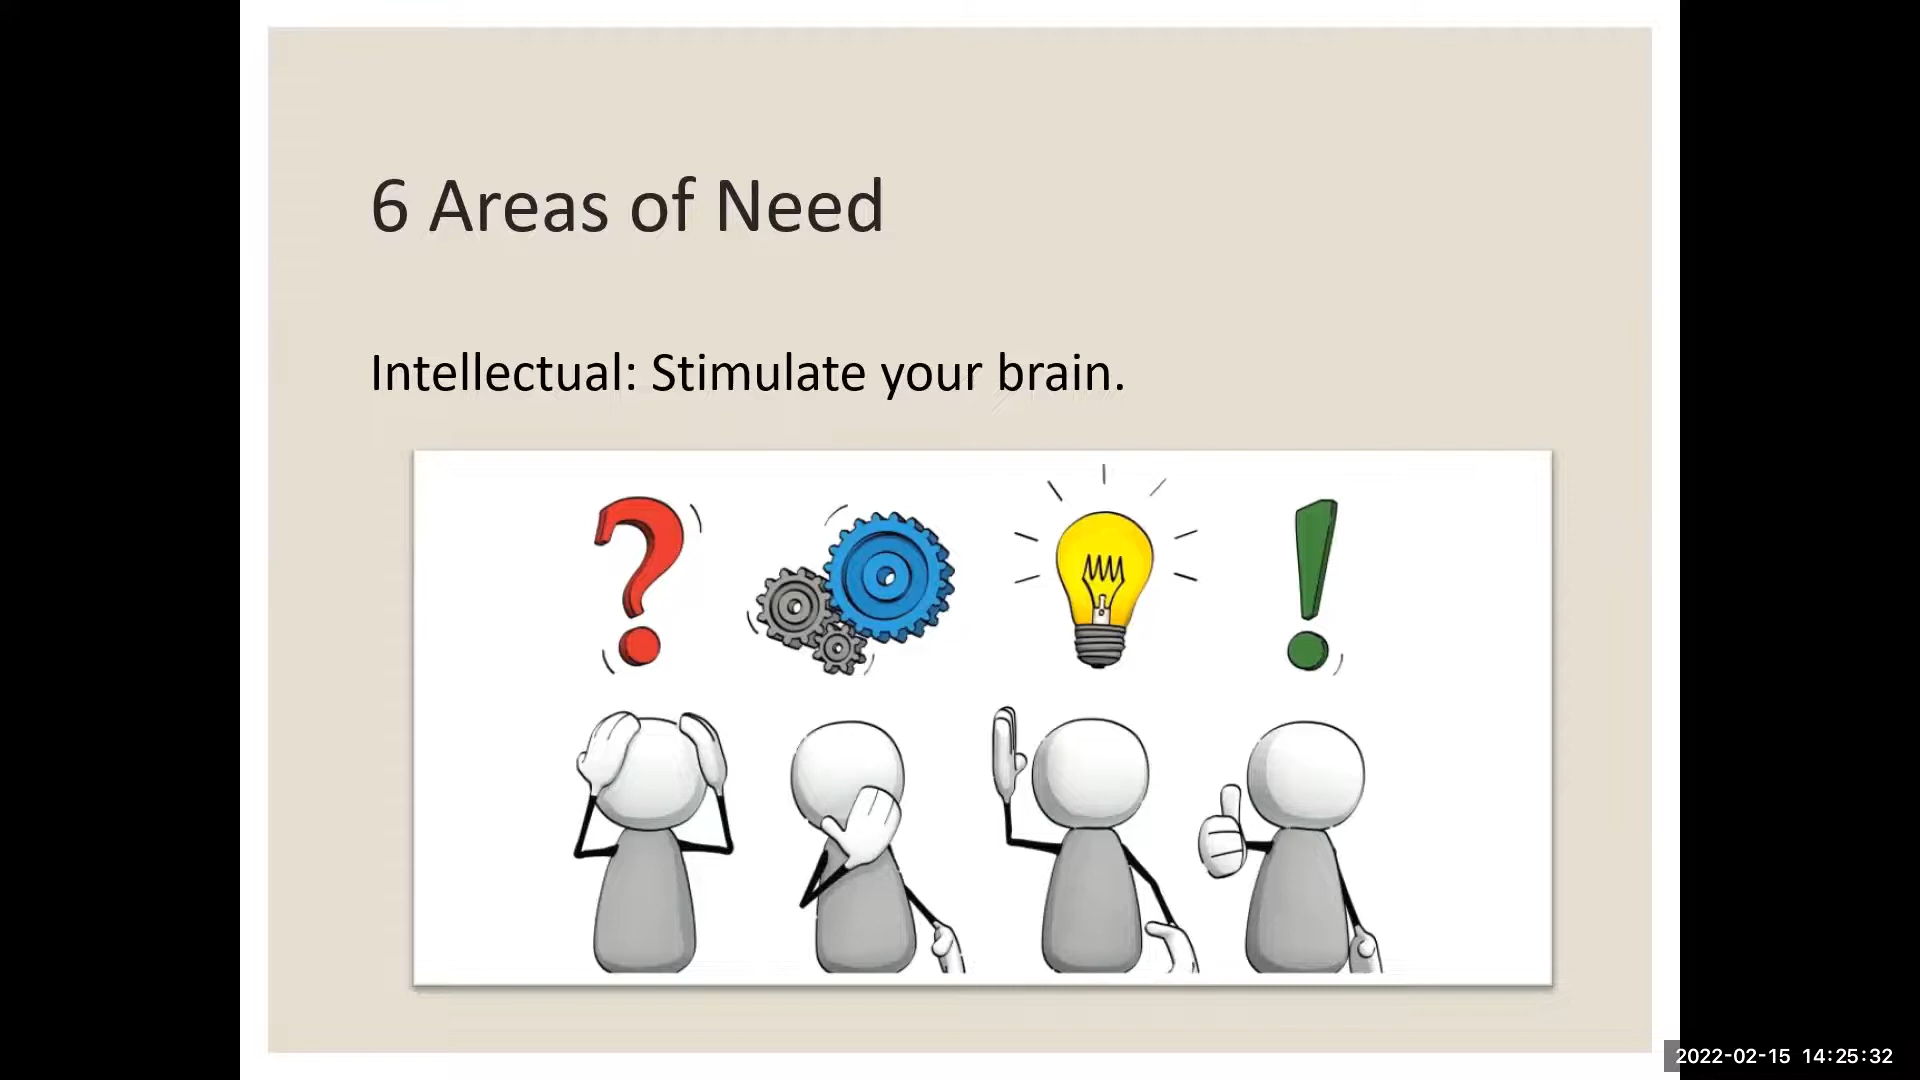 6 Areas of Need
Intellectual: Stimulate your brain.
2022-02-15 14:25:32